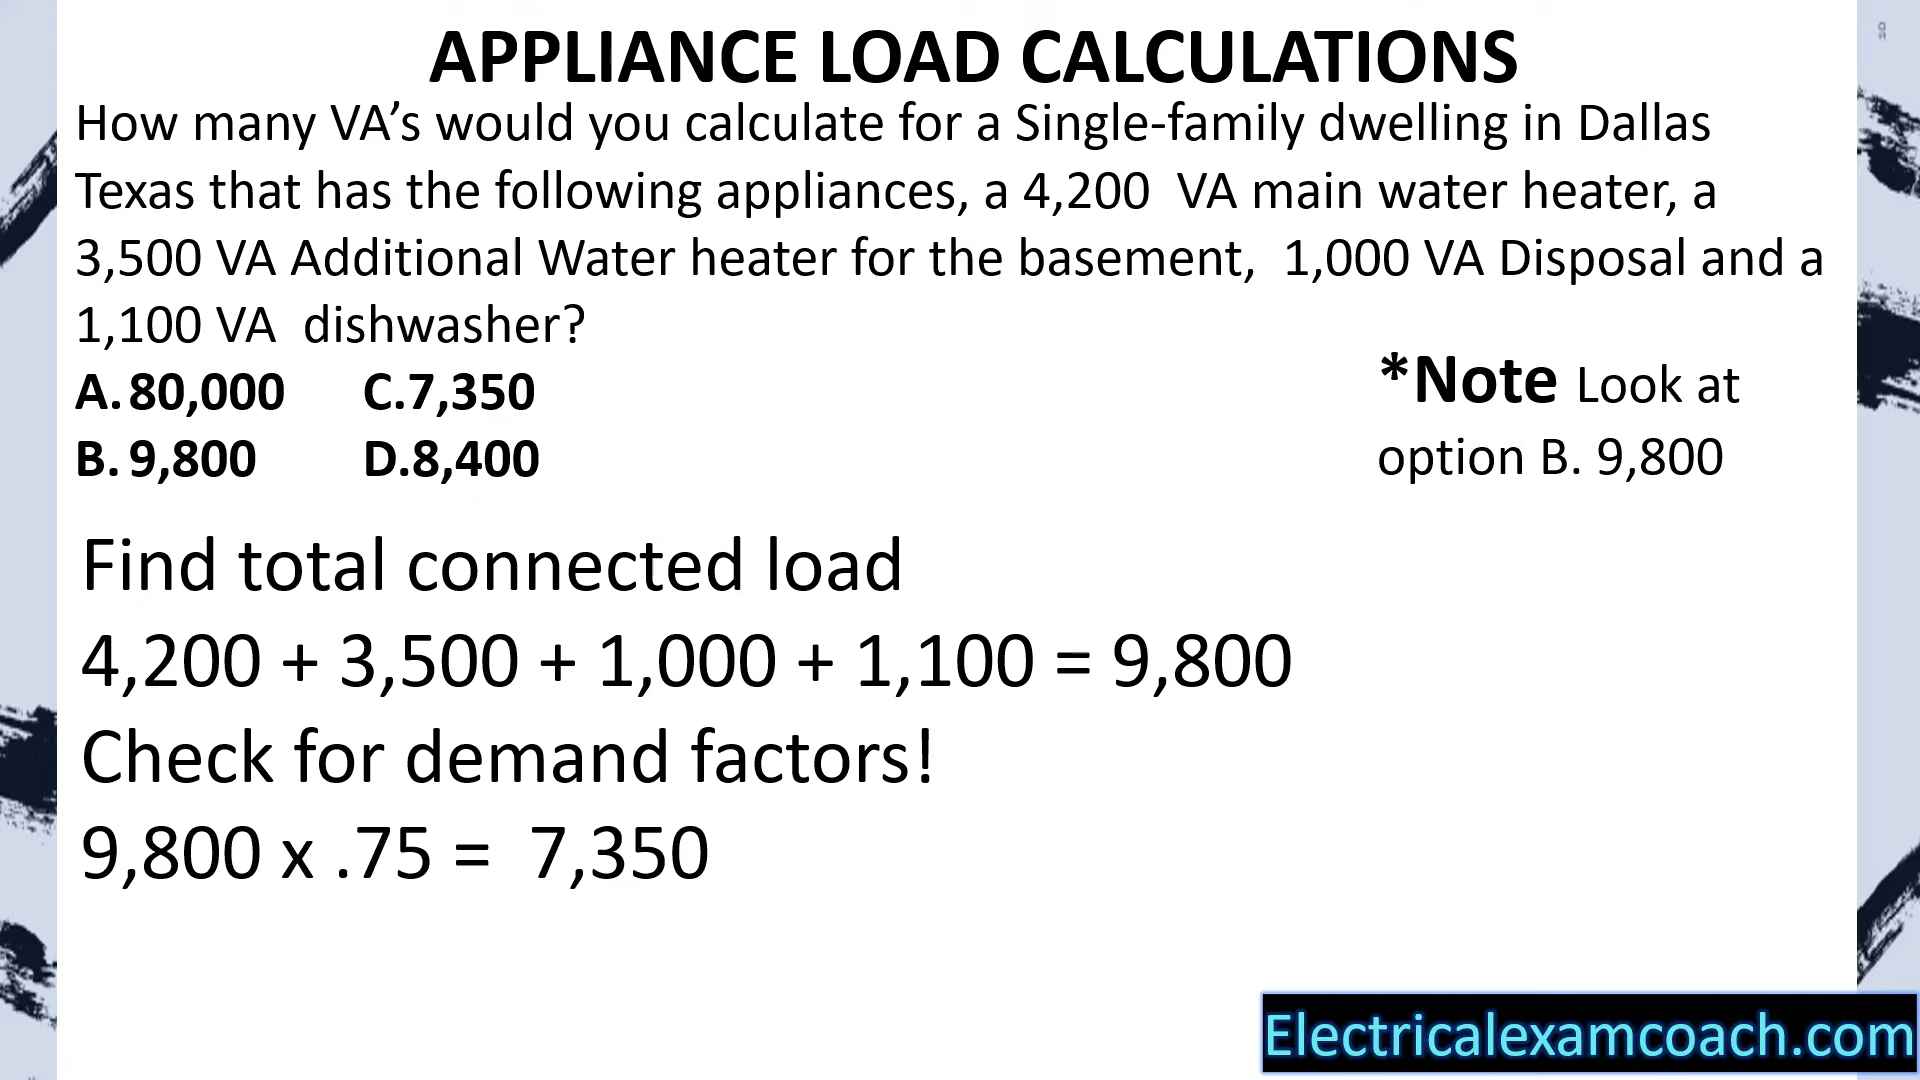 APPLIANCE LOAD CALCULATIONS
How many VA’s would you calculate for a Single-family dwelling in Dallas
Texas that has the following appliances, a 4,200 VA main water heater, a
3,500 VA Additional Water heater for the basement, 1,000 VA Disposal and a
1,100 VA dishwasher?
A. 80,000 C.7,350
B. 9,800 D.8,400
*Note Look at
option B. 9,800
Find total connected load
4,200 + 3,500 + 1,000 + 1,100 = 9,800
Check for demand factors!
9,800 x .75 = 7,350
Electricalexamcoach.com